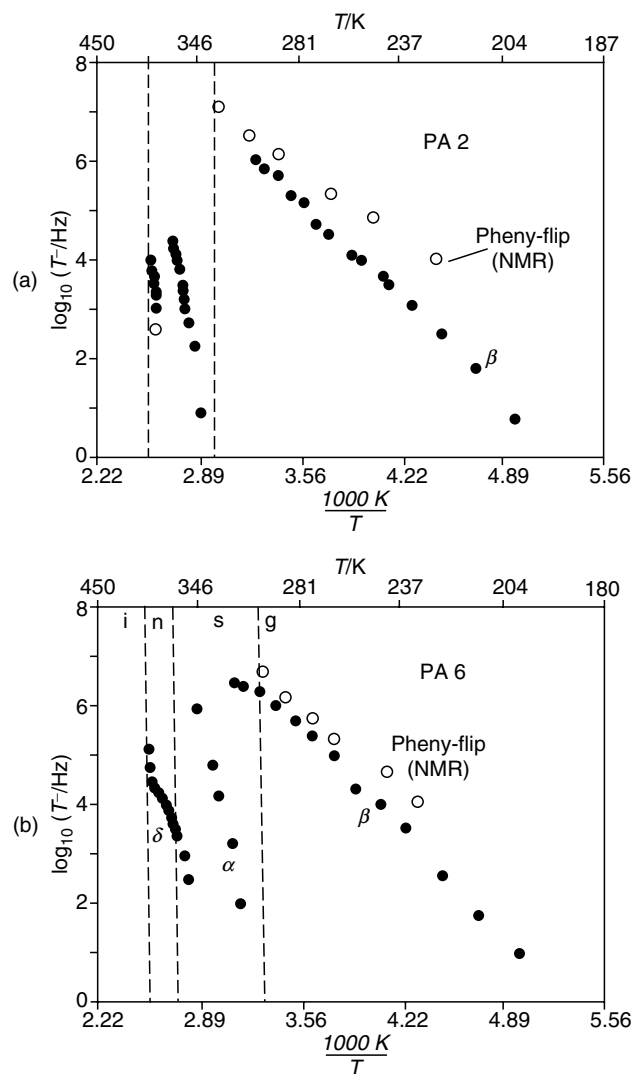 T/K
450 346 281 237 204 187
8
6
4
2
0
PA 2
Pheny-flip
(NMR)
β
(a)
log10 (T–/Hz)
2.22 2.89 3.56 4.22 4.89 5.56
1000 K
T
T/K
450 346 281 237 204 180
8
6
4
2
0
i n s g
PA 6
Pheny-flip
(NMR)
β
δ
α
(b)
log10 (T–/Hz)
2.22 2.89 3.56 4.22 4.89 5.56
1000 K
T